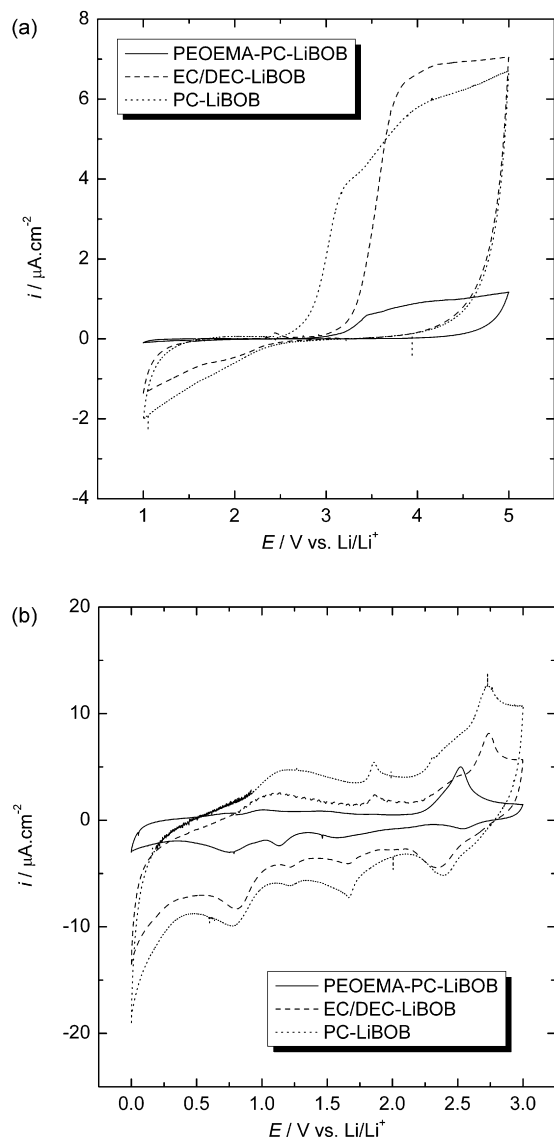 (a)
PEOEMA-PC-LiBOB
EC/DEC-LiBOB
PC-LiBOB
8
6
4
2
0
-2
-4
i / μA.cm⁻²
1 2 3 4 5
E / V vs. Li/Li⁺
(b)
20
10
0
-10
-20
i / μA.cm⁻²
PEOEMA-PC-LiBOB
EC/DEC-LiBOB
PC-LiBOB
0.0 0.5 1.0 1.5 2.0 2.5 3.0
E / V vs. Li/Li⁺